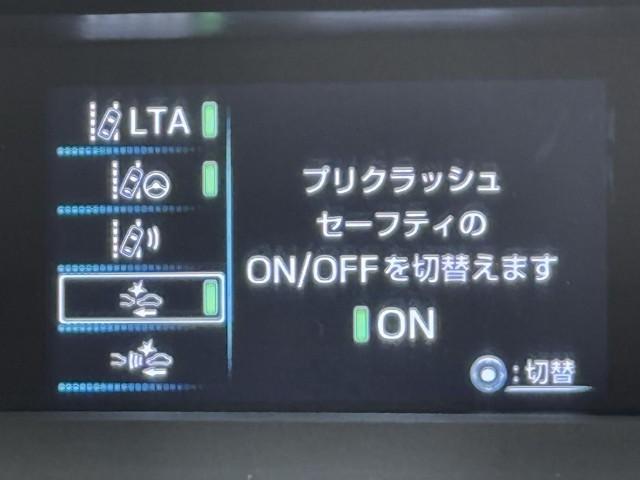 LTA
プリクラッシュ
セーフティの
ON/OFFを切替えます
ON
:切替